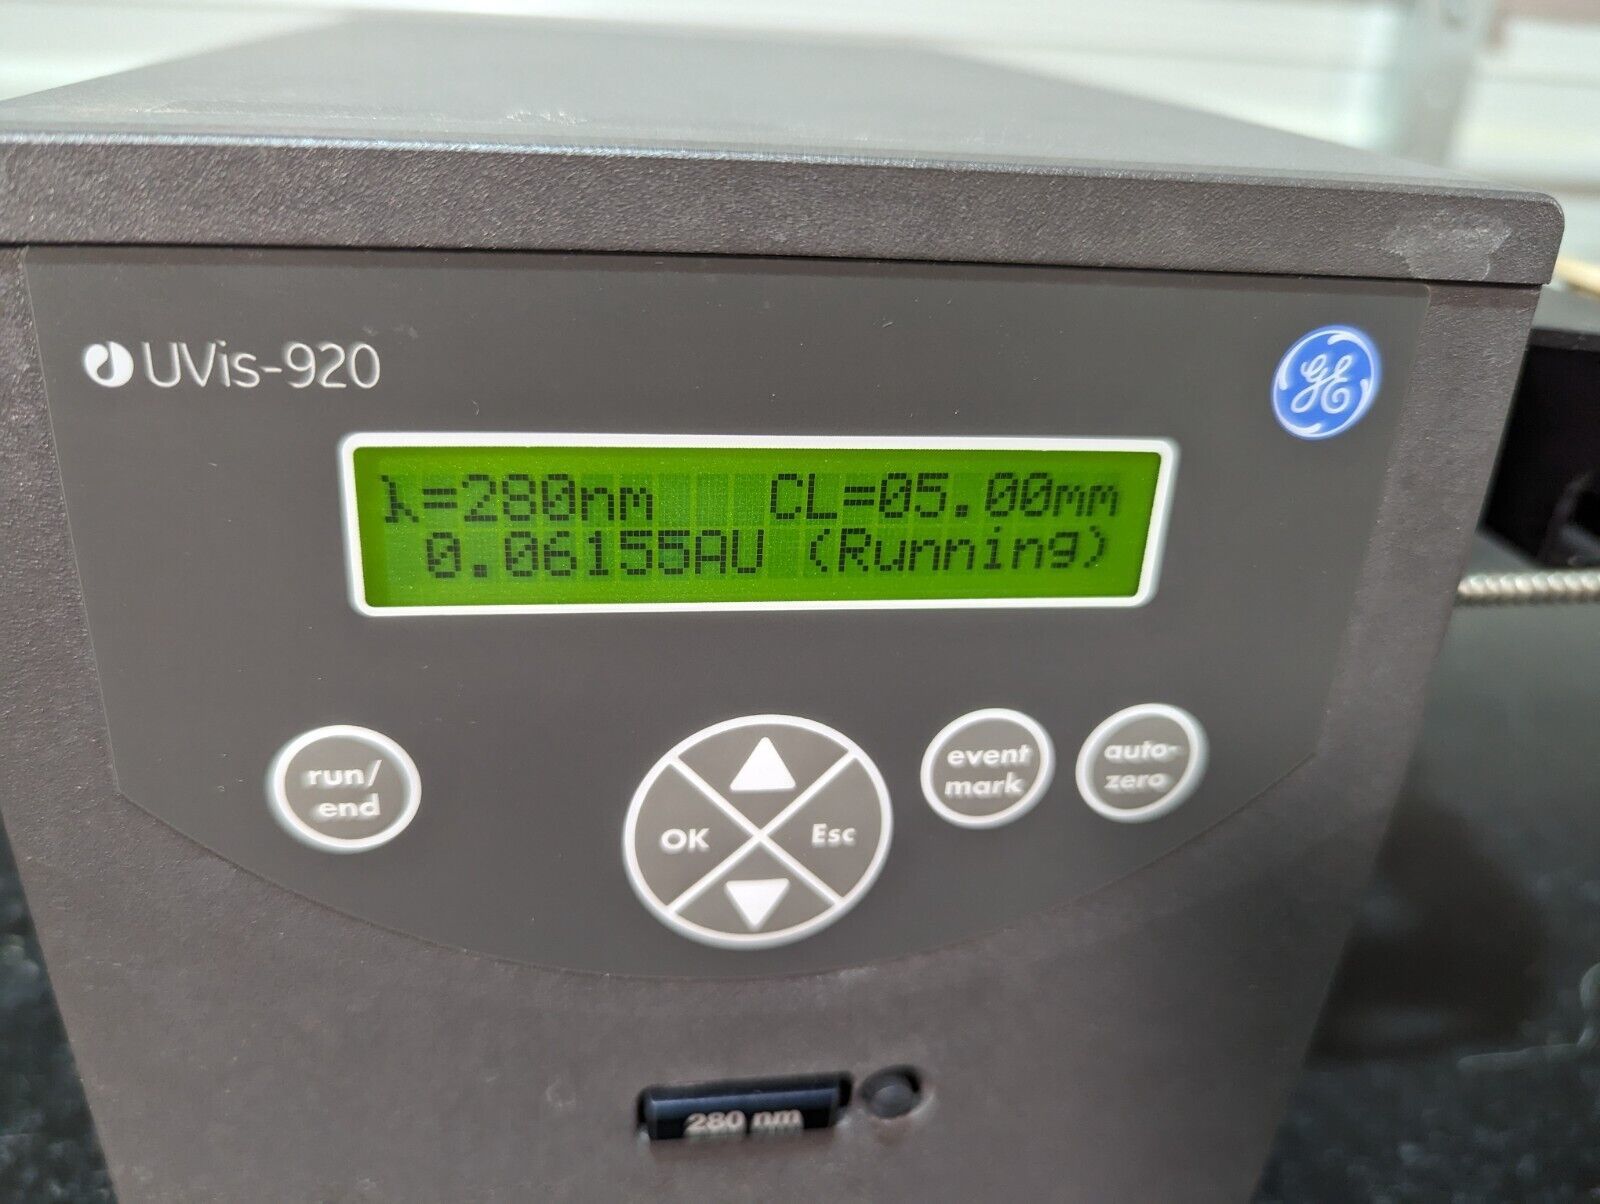 UVis-920
GE
λ=280nm CL=05.00mm
0.06155AU (Running)
run/
end
OK
Esc
event
mark
auto-
zero
280 nm